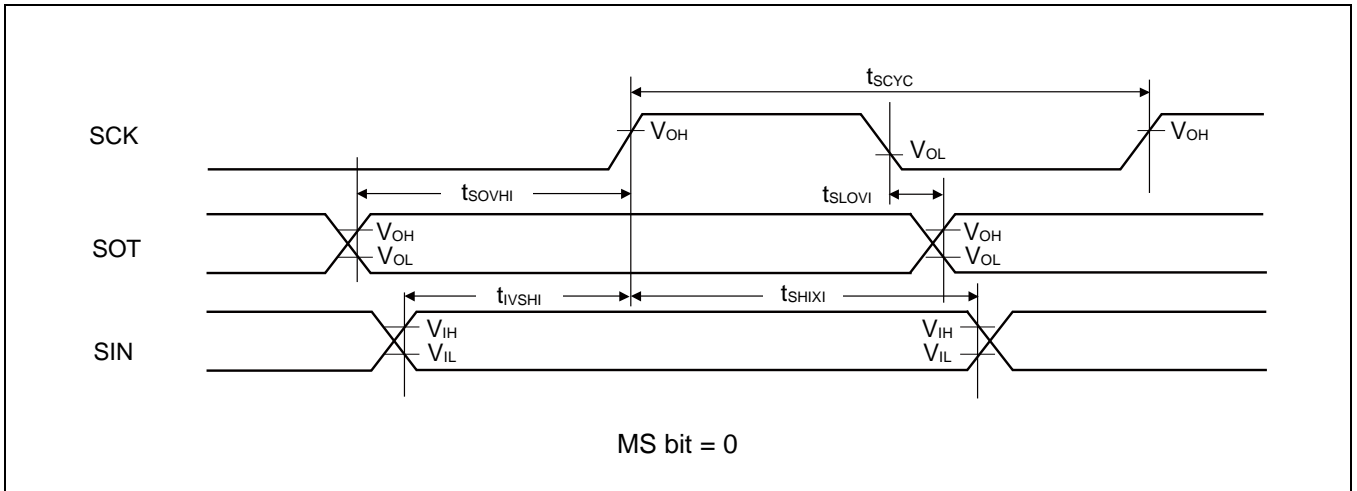 tSCYC
SCK
VOH
VOL
VOH
tSOVHI
tSLOVI
SOT
VOH
VOL
VOH
VOL
tIVSHI
tSHIXI
SIN
VIH
VIL
VIH
VIL
MS bit = 0